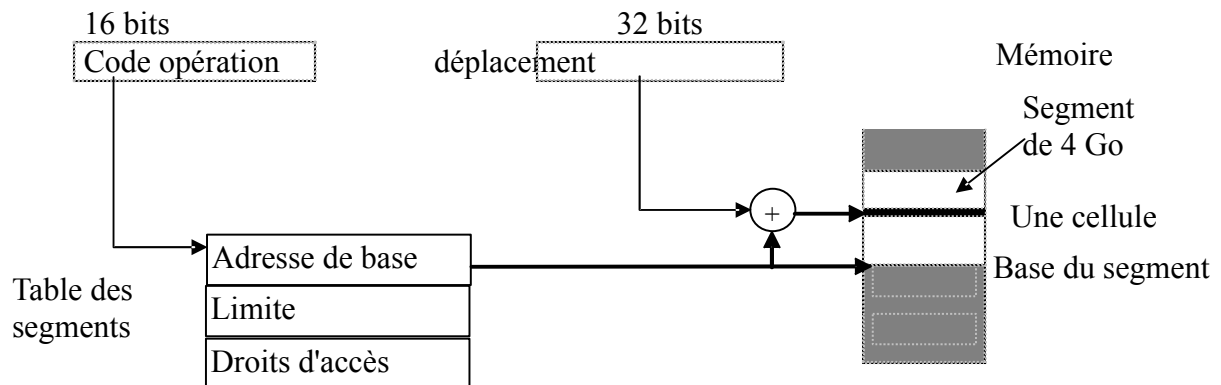 16 bits
32 bits
Code opération
déplacement
Mémoire
Segment
de 4 Go
+
Une cellule
Adresse de base
Base du segment
Table des
segments
Limite
Droits d'accès